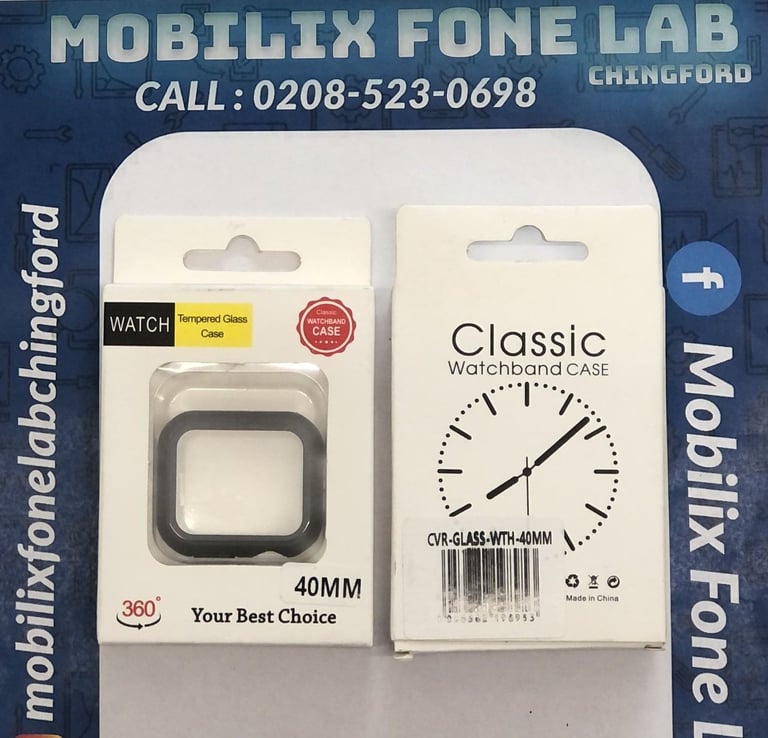 MOBILIX FONE LAB
CHINGFORD
CALL : 0208-523-0698
mobilixfonelabchingford
WATCH
Tempered Glass
Case
Classic
WATCHBAND
CASE
40MM
360°
Your Best Choice
Classic
Watchband CASE
CVR-GLASS-WTH-40MM
Made in China
f
Mobilix Fone L